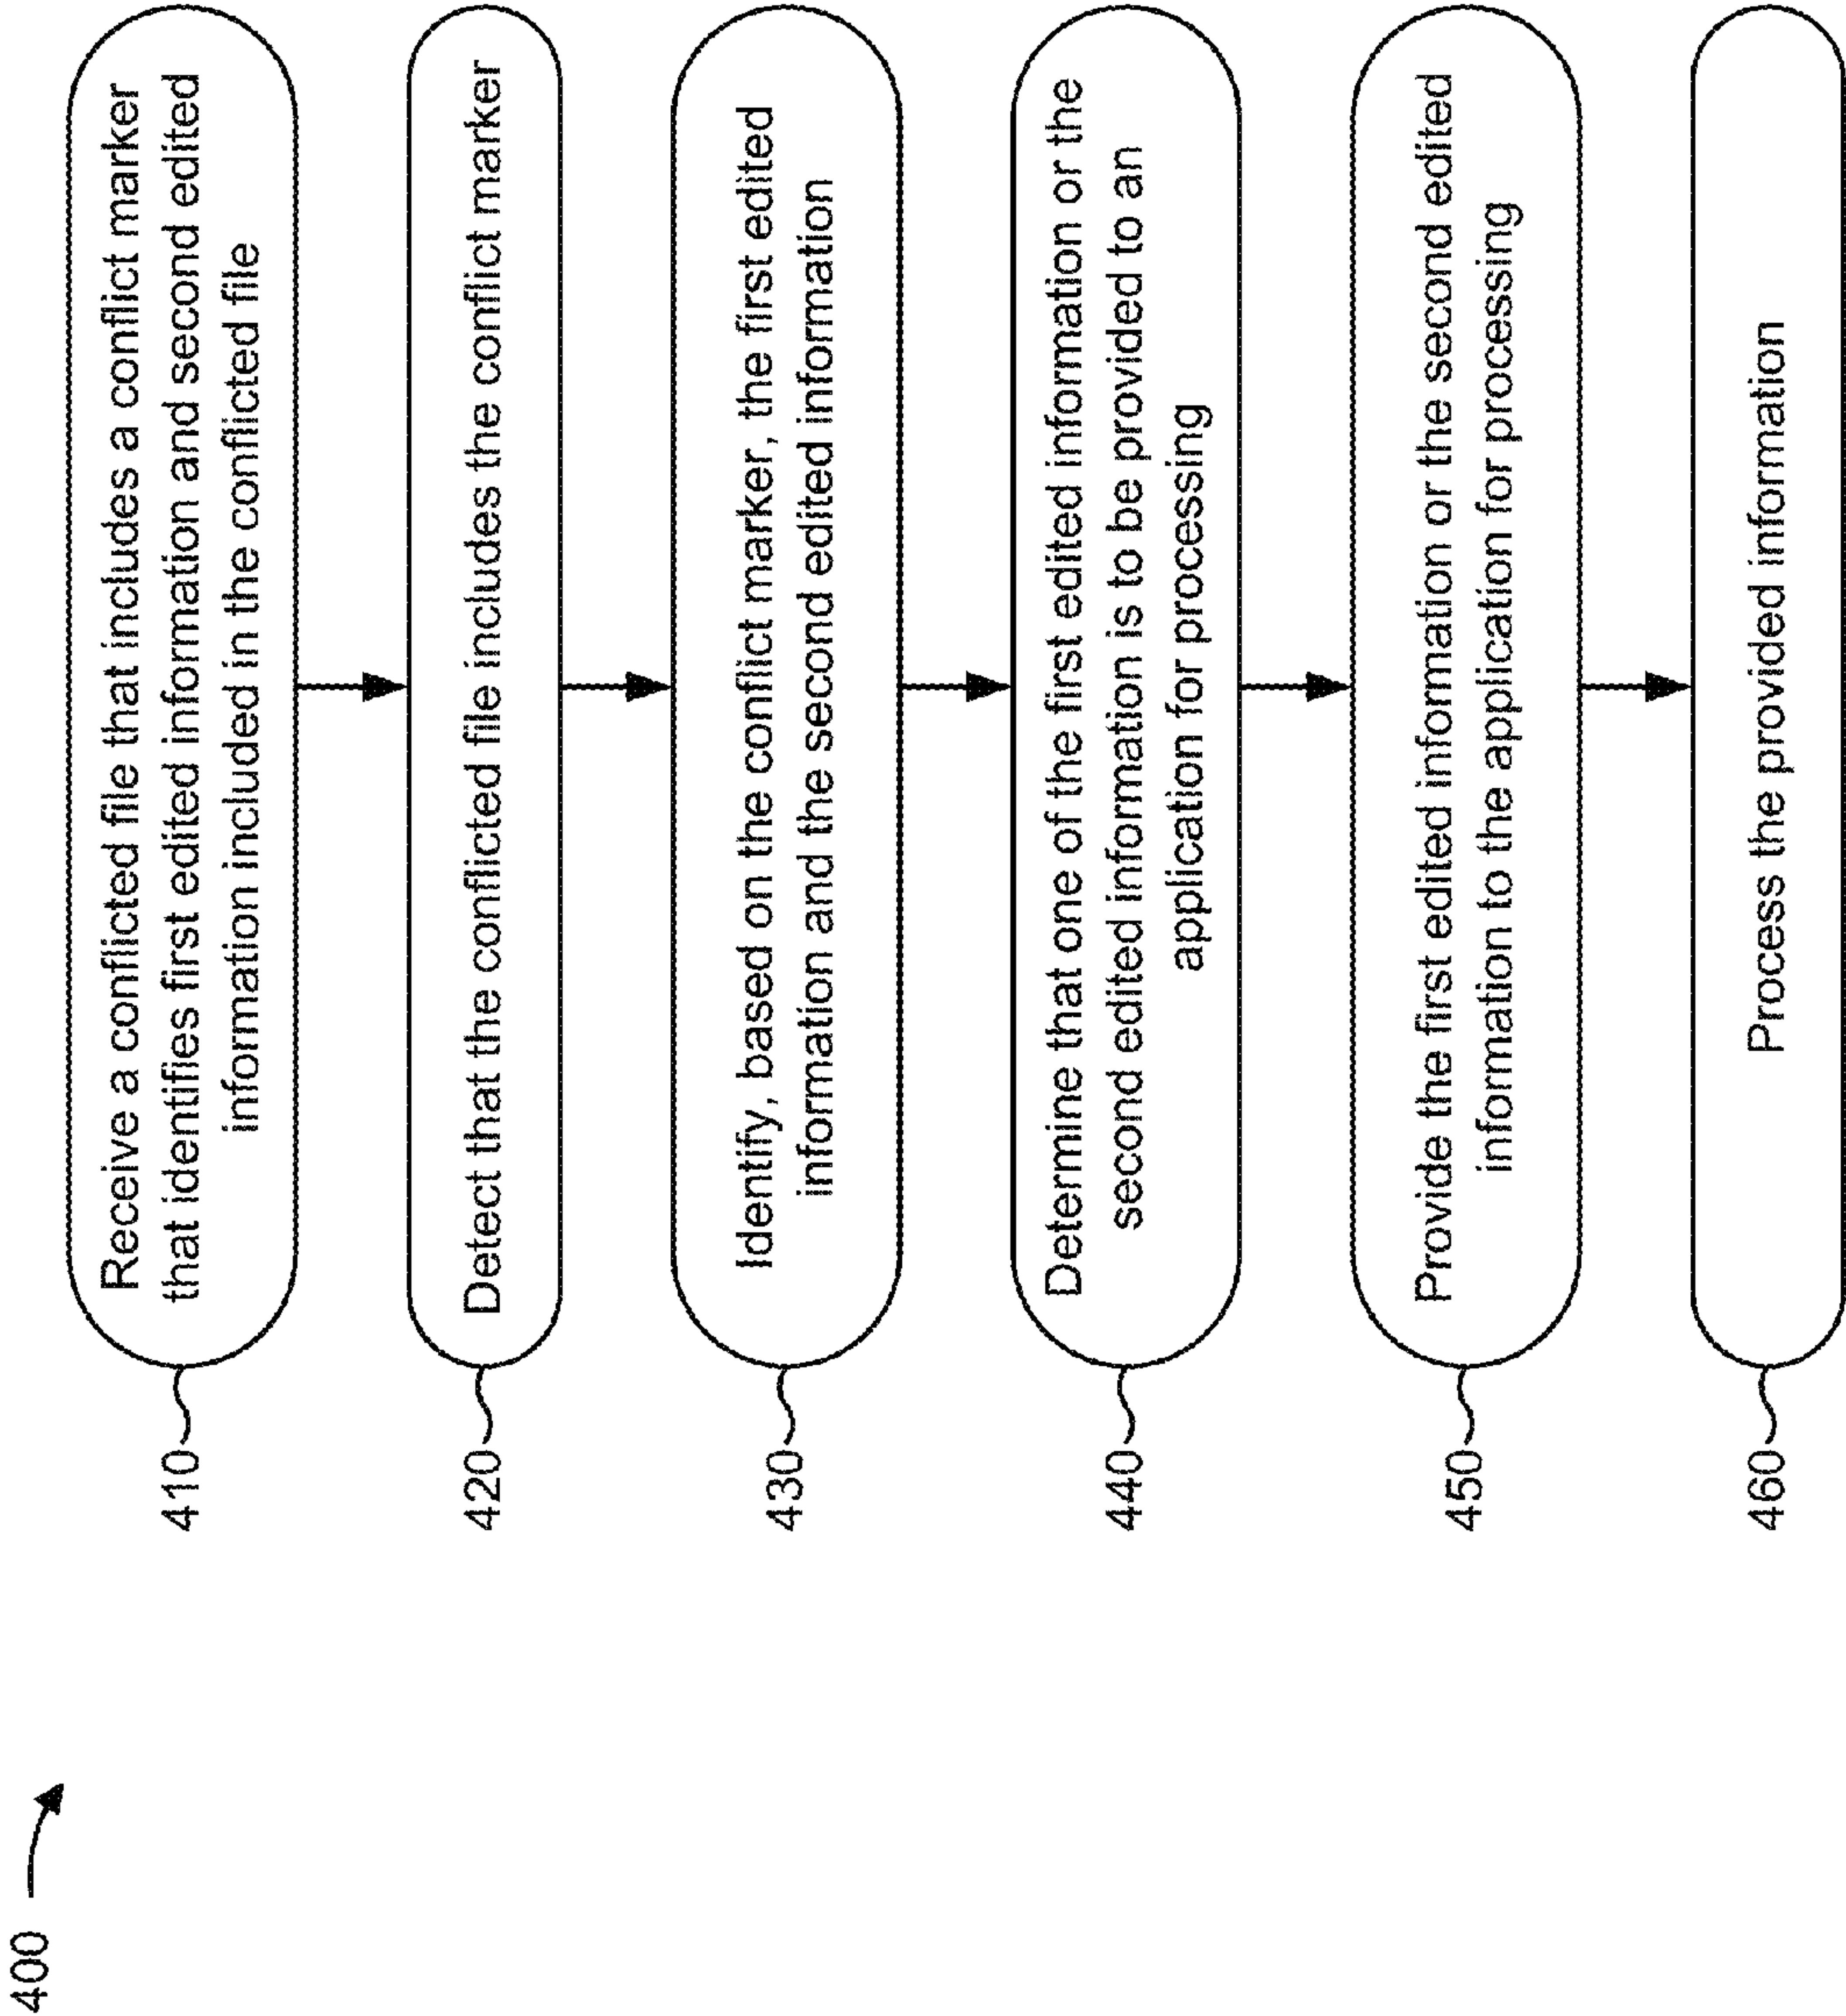 400
410
Receive a conflicted file that includes a conflict marker
that identifies first edited information and second edited
information included in the conflicted file
420
Detect that the conflicted file includes the conflict marker
430
Identify, based on the conflict marker, the first edited
information and the second edited information
440
Determine that one of the first edited information or the
second edited information is to be provided to an
application for processing
450
Provide the first edited information or the second edited
information to the application for processing
460
Process the provided information